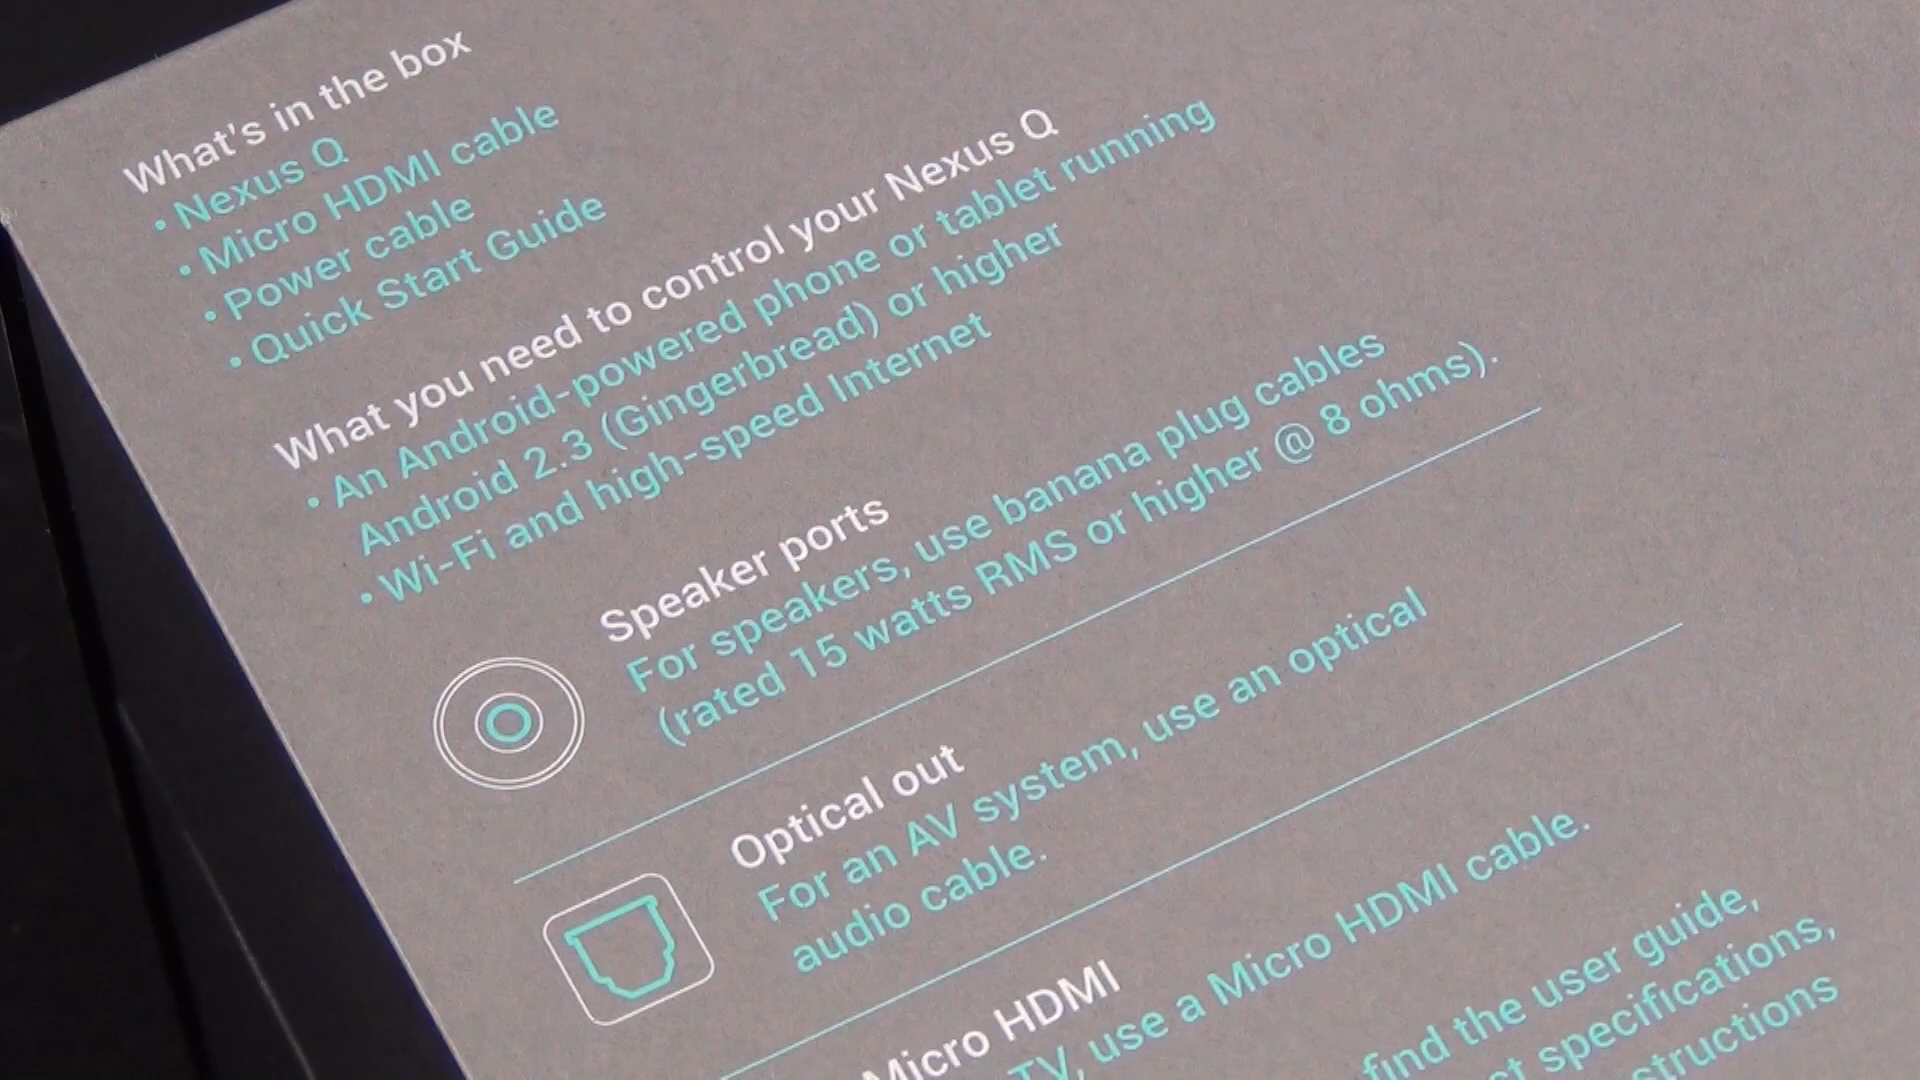 What's in the box
• Nexus Q
• Micro HDMI cable
• Power cable
• Quick Start Guide
What you need to control your Nexus Q
• An Android-powered phone or tablet running
Android 2.3 (Gingerbread) or higher
• Wi-Fi and high-speed Internet
Speaker ports
For speakers, use banana plug cables
(rated 15 watts RMS or higher @ 8 ohms).
Optical out
For an AV system, use an optical
audio cable.
Micro HDMI
TV, use a Micro HDMI cable.
find the user guide,
specifications,